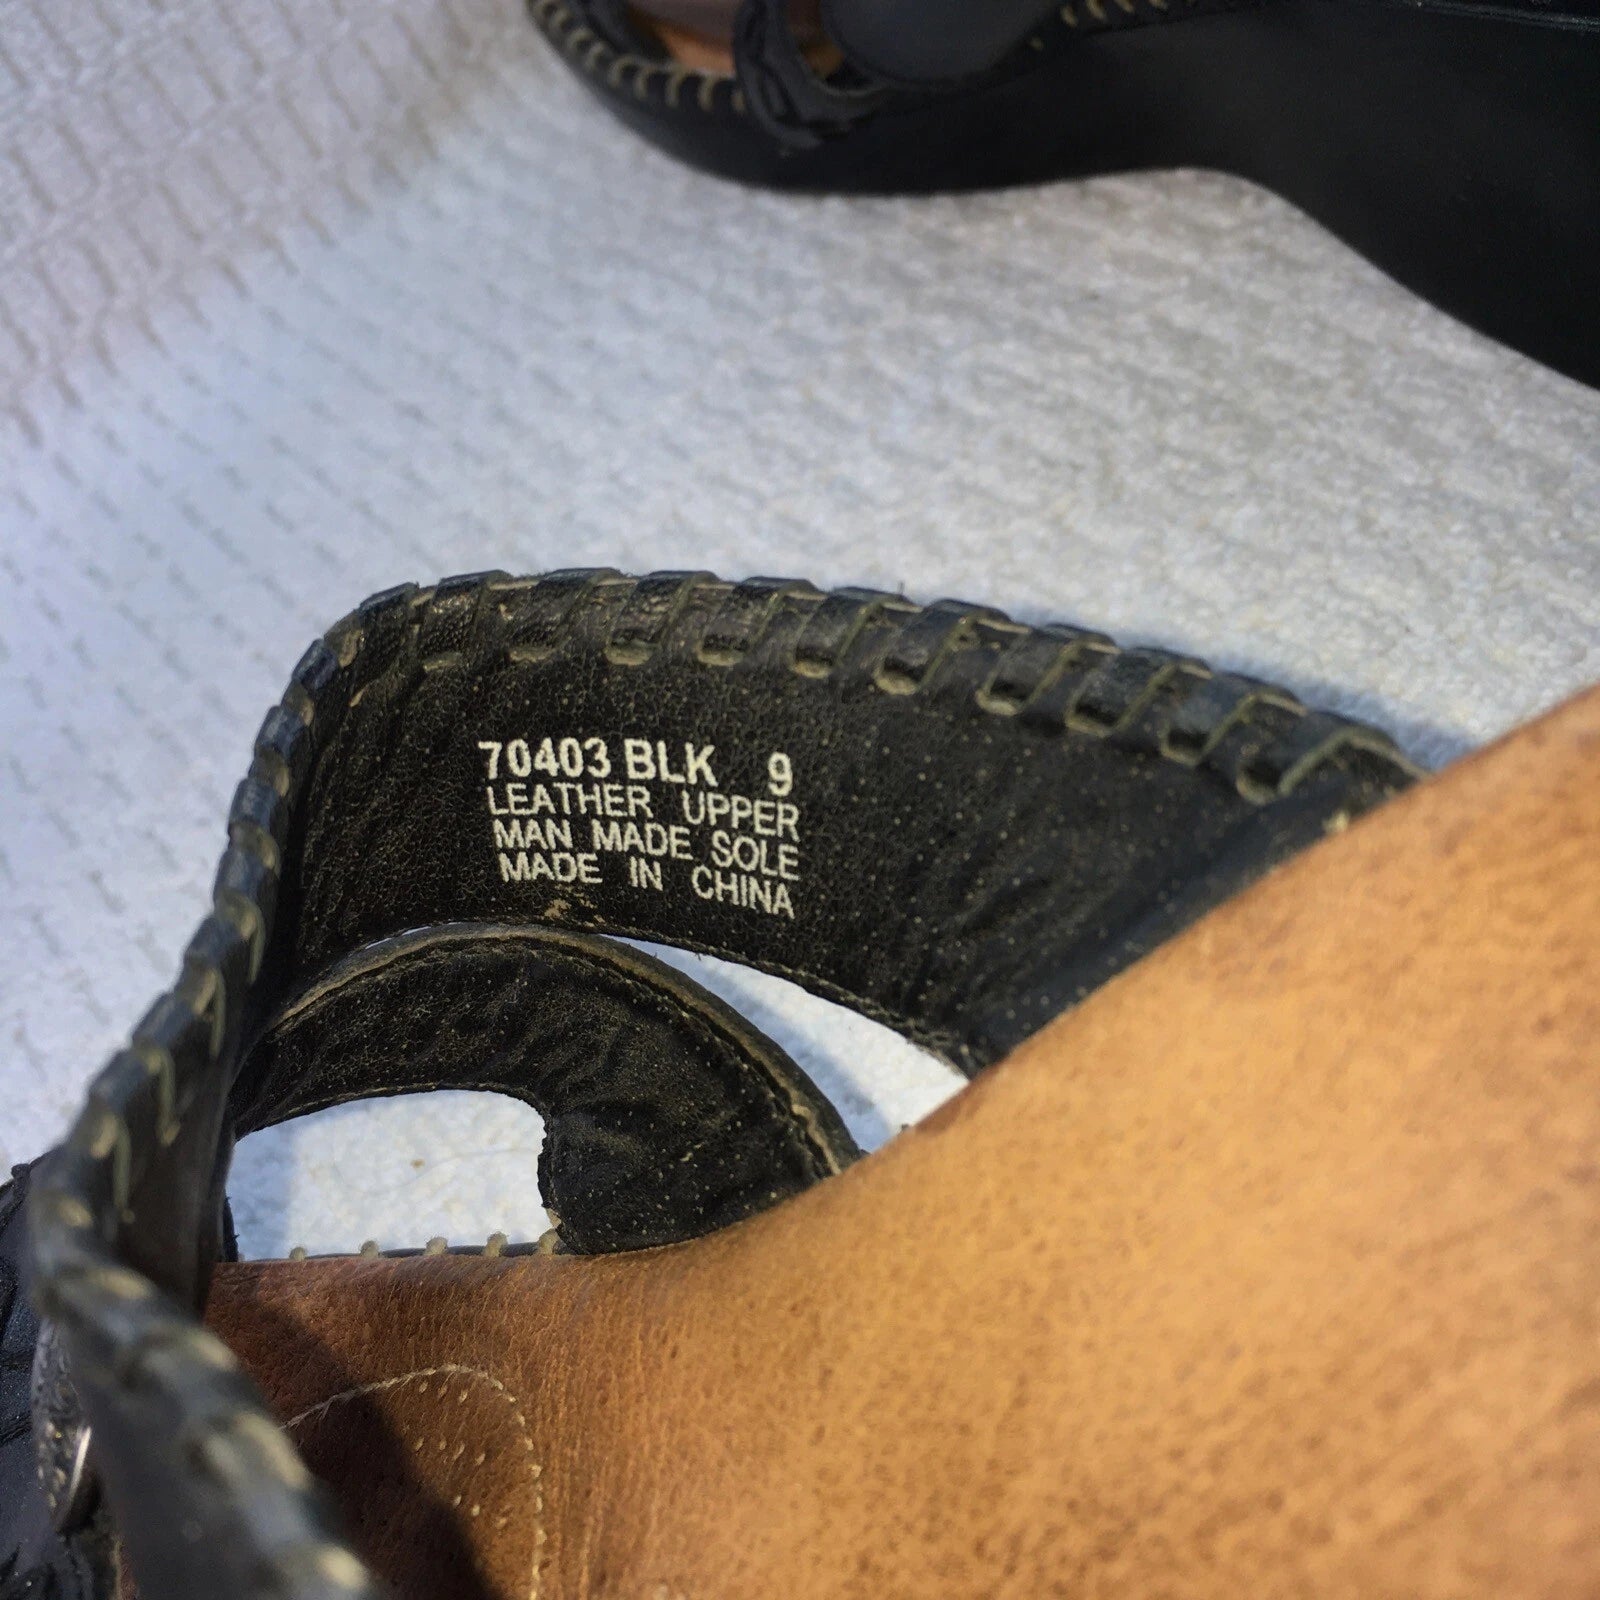 70403 BLK 9
LEATHER UPPER
MAN MADE SOLE
MADE IN CHINA